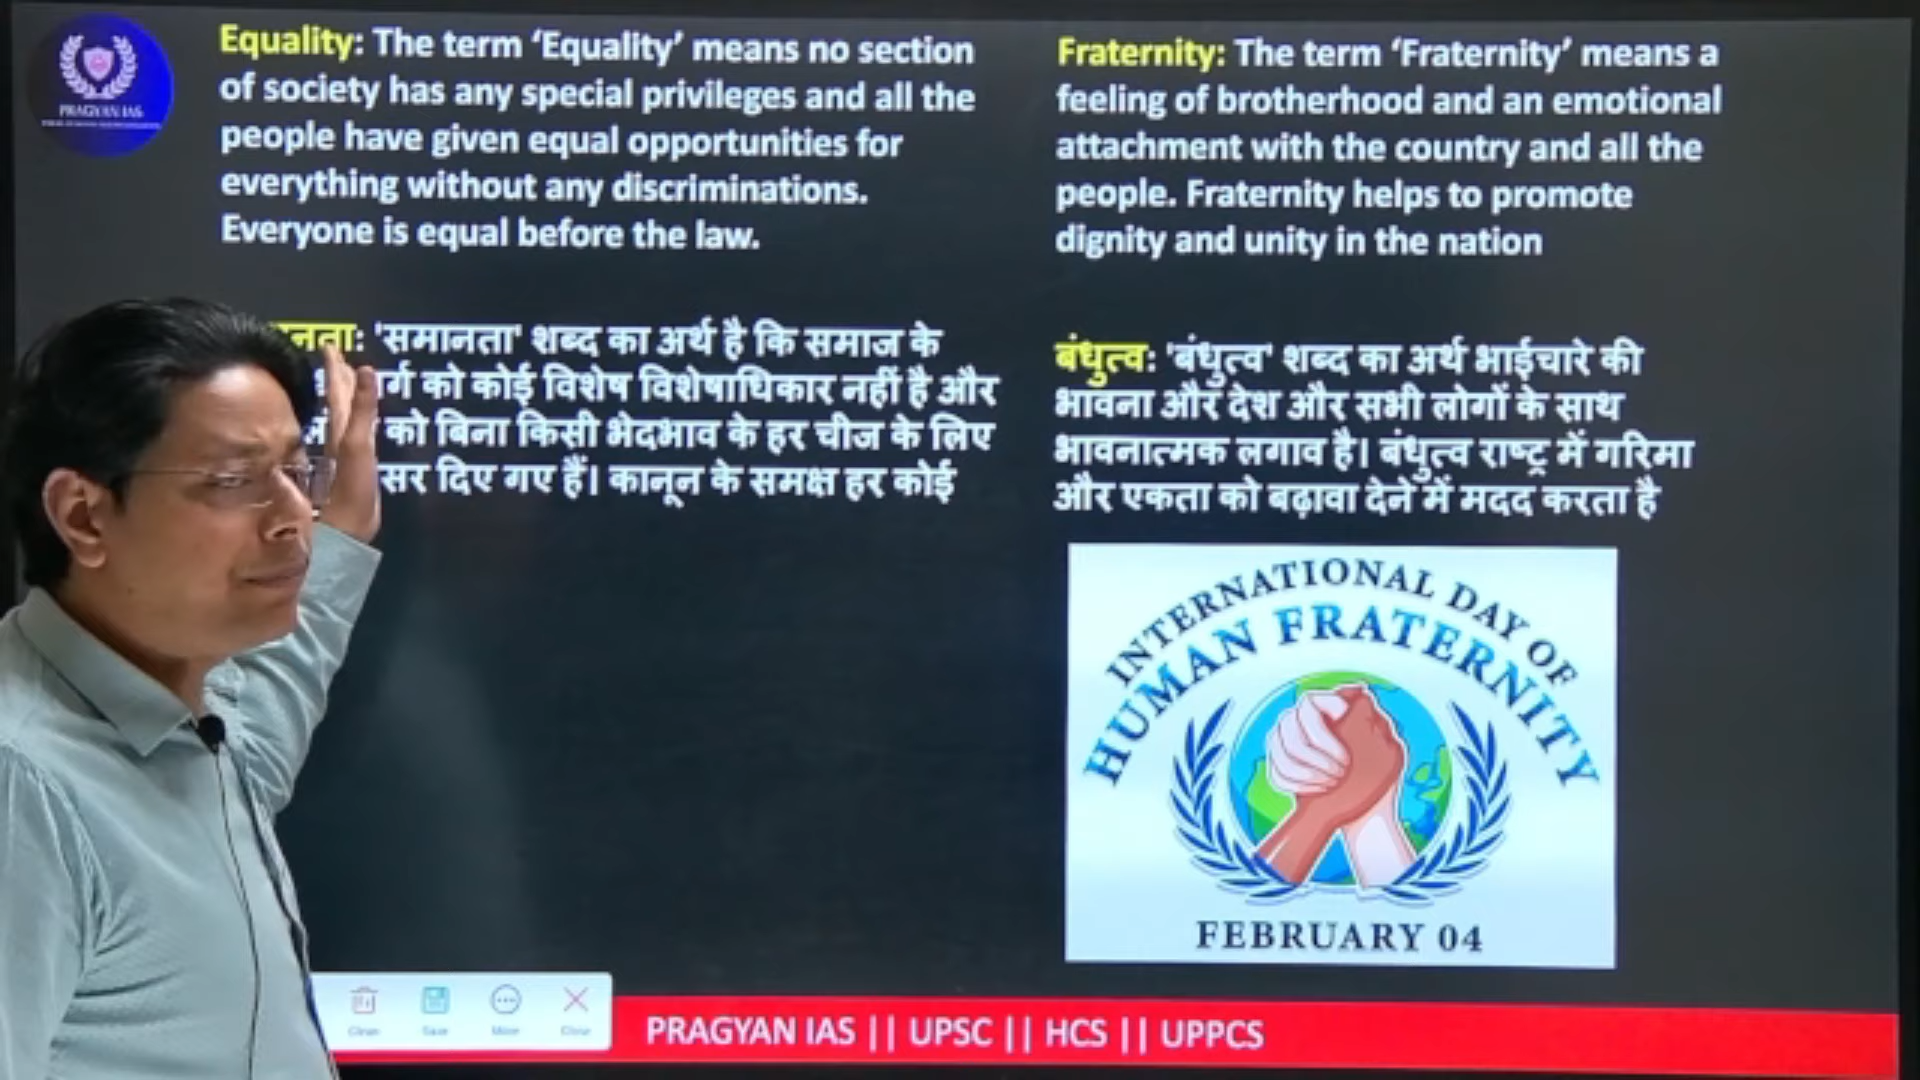 PRAGYAN IAS
Equality: The term ‘Equality’ means no section
of society has any special privileges and all the
people have given equal opportunities for
everything without any discriminations.
Everyone is equal before the law.
Fraternity: The term ‘Fraternity’ means a
feeling of brotherhood and an emotional
attachment with the country and all the
people. Fraternity helps to promote
dignity and unity in the nation
'समानता' शब्द का अर्थ है कि समाज के
को कोई विशेष विशेषाधिकार नहीं है और
को बिना किसी भेदभाव के हर चीज के लिए
दिए गए हैं। कानून के समक्ष हर कोई
बंधुत्व: 'बंधुत्व' शब्द का अर्थ भाईचारे की
भावना और देश और सभी लोगों के साथ
भावनात्मक लगाव है। बंधुत्व राष्ट्र में गरिमा
और एकता को बढ़ावा देने में मदद करता है
INTERNATIONAL DAY OF
HUMAN FRATERNITY
FEBRUARY 04
Clean Save More Close
PRAGYAN IAS || UPSC || HCS || UPPCS